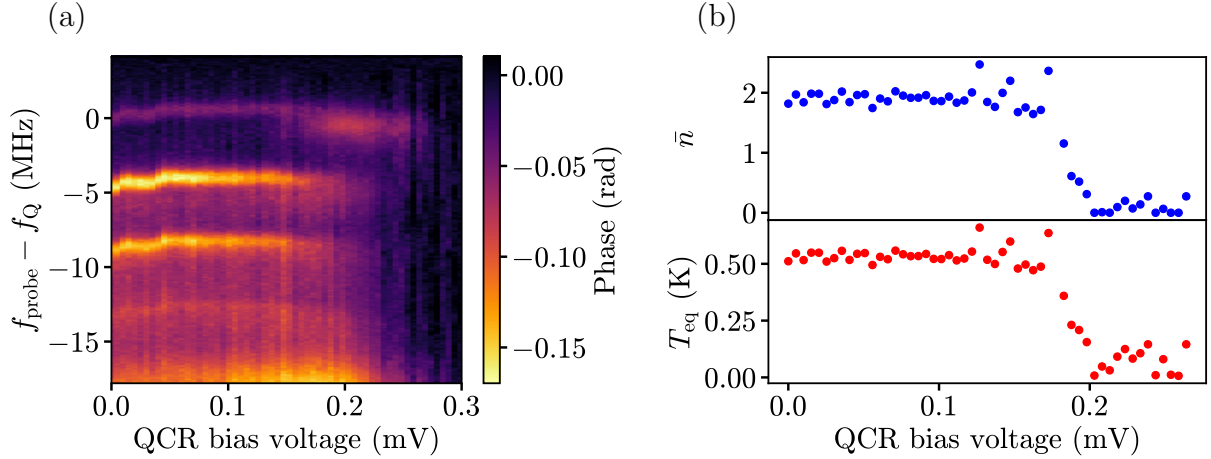 (a)
f_probe − f_Q (MHz)
0
−5
−10
−15
0.0 0.1 0.2 0.3
QCR bias voltage (mV)
0.00
−0.05
−0.10
−0.15
Phase (rad)
(b)
n̄
2
1
0
T_eq (K)
0.50
0.25
0.00
0.0 0.1 0.2
QCR bias voltage (mV)